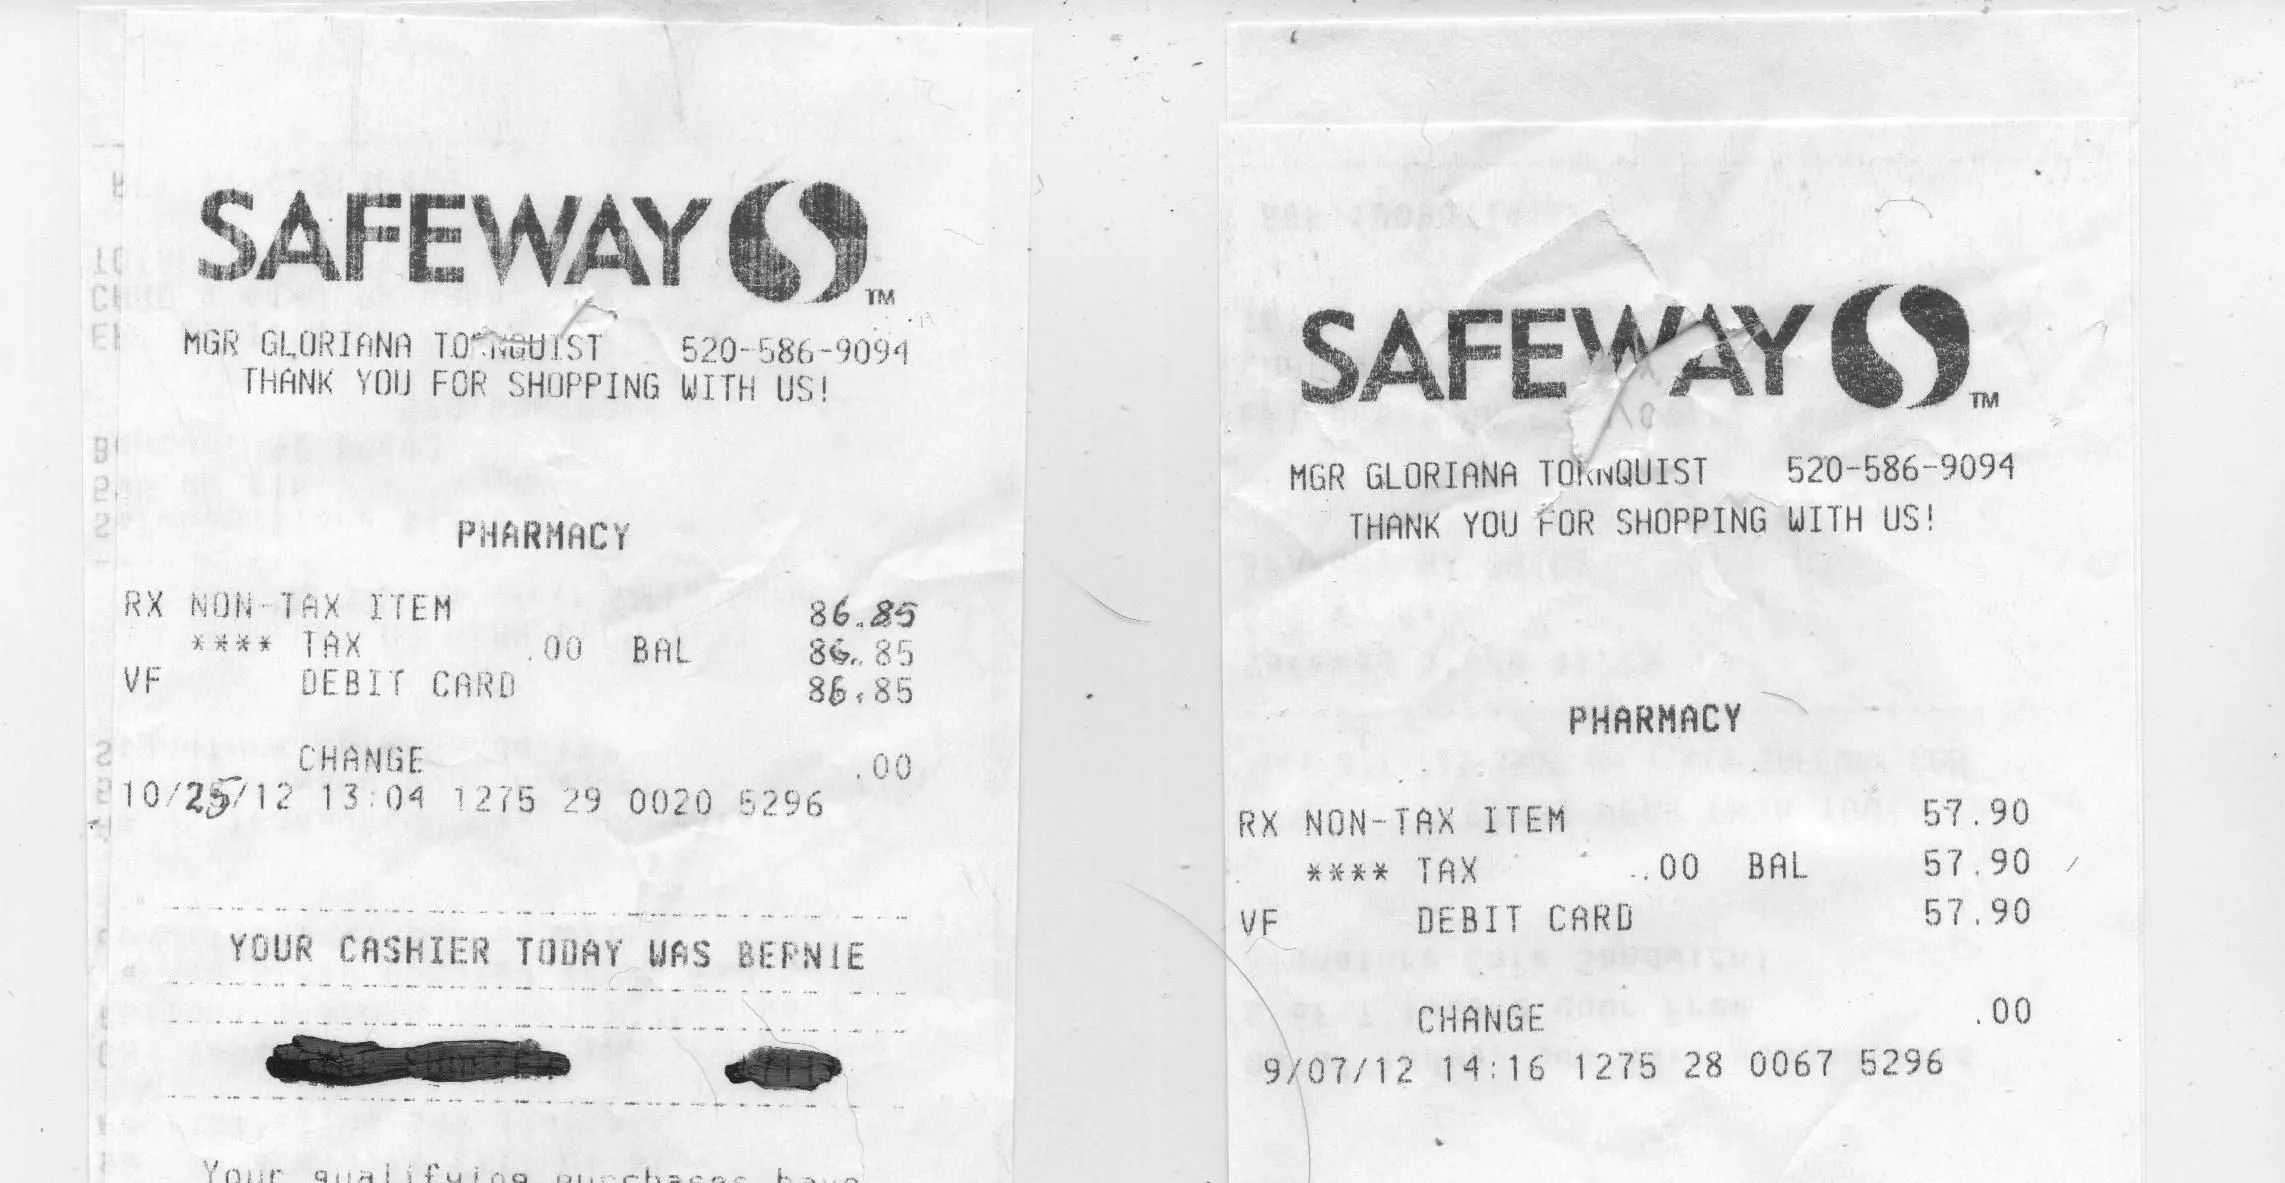 SAFEWAY TM
MGR GLORIANA TORNQUIST 520-586-9094
THANK YOU FOR SHOPPING WITH US!
PHARMACY
RX NON-TAX ITEM 86.85
**** TAX .00 BAL 86.85
VF DEBIT CARD 86.85
CHANGE .00
10/25/12 13:04 1275 29 0020 5296
YOUR CASHIER TODAY WAS BERNIE
Your qualifying purchases have
SAFEWAY TM
MGR GLORIANA TORNQUIST 520-586-9094
THANK YOU FOR SHOPPING WITH US!
PHARMACY
RX NON-TAX ITEM 57.90
**** TAX .00 BAL 57.90
VF DEBIT CARD 57.90
CHANGE .00
9/07/12 14:16 1275 28 0067 5296